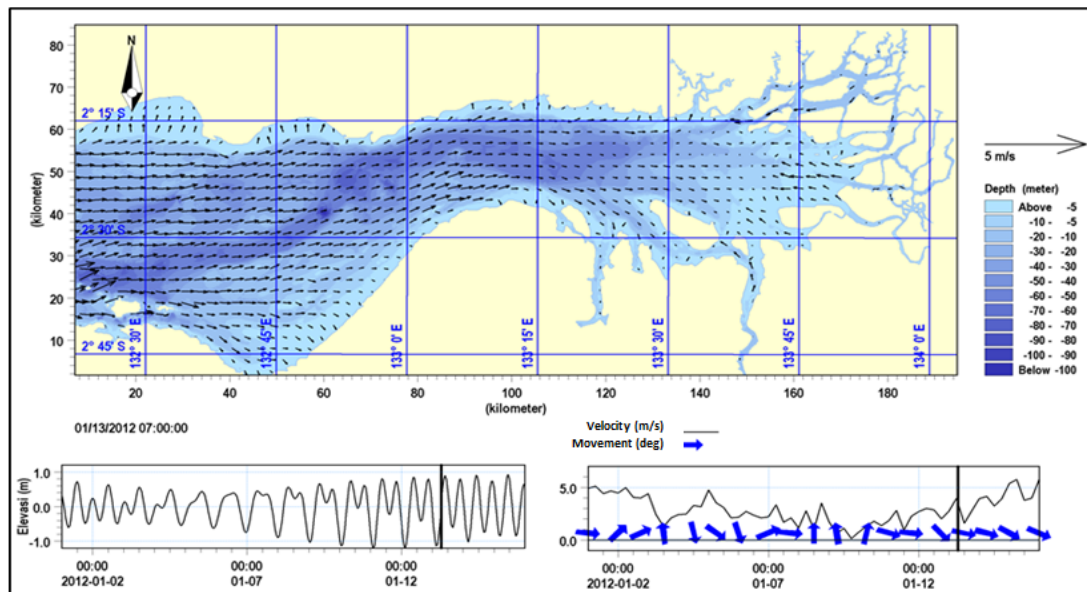 N
80
70
60
50
40
30
20
10
(kilometer)
2° 15' S
2° 30' S
2° 45' S
132° 30' E
132° 45' E
133° 0' E
133° 15' E
133° 30' E
133° 45' E
134° 0' E
20 40 60 80 100 120 140 160 180
(kilometer)
5 m/s
Depth (meter)
Above -5
-10 - -5
-20 - -10
-30 - -20
-40 - -30
-50 - -40
-60 - -50
-70 - -60
-80 - -70
-90 - -80
-100 - -90
Below -100
01/13/2012 07:00:00
Velocity (m/s)
Movement (deg)
Elevasi (m)
1.0
0.0
-1.0
00:00 00:00 00:00
2012-01-02 01-07 01-12
5.0
0.0
00:00 00:00 00:00
2012-01-02 01-07 01-12